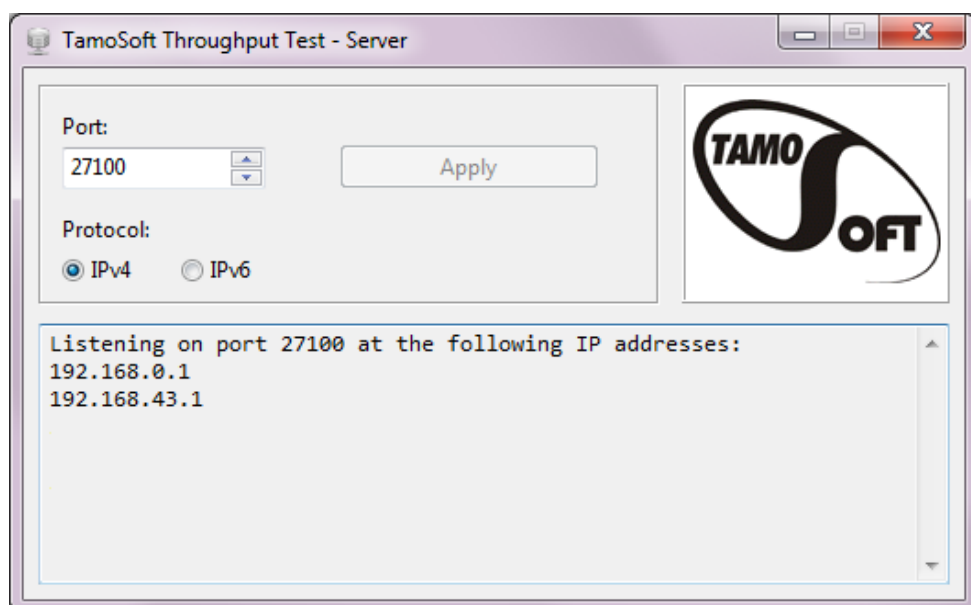 TamoSoft Throughput Test - Server
Port:
27100
Apply
Protocol:
IPv4
IPv6
TAMO
SOFT
Listening on port 27100 at the following IP addresses:
192.168.0.1
192.168.43.1